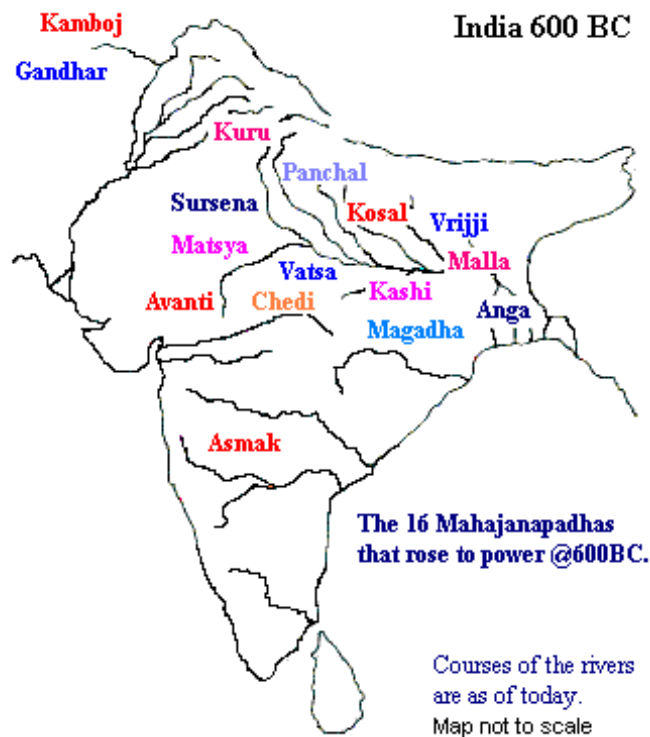 India 600 BC
Kamboj
Gandhar
Kuru
Panchal
Sursena
Kosal
Vrijji
Matsya
Vatsa
Malla
Avanti
Chedi
Kashi
Anga
Magadha
Asmak
The 16 Mahajanapadhas
that rose to power @600BC.
Courses of the rivers
are as of today.
Map not to scale